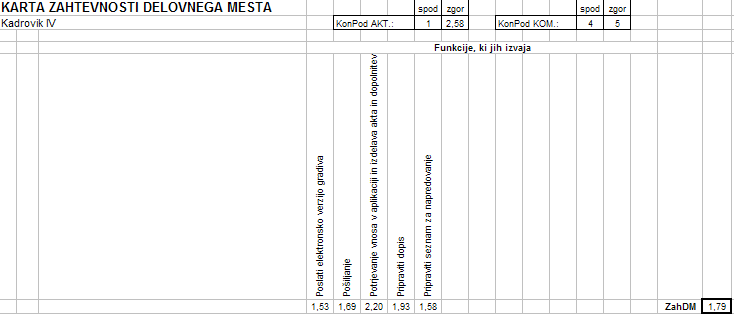 KARTA ZAHTEVNOSTI DELOVNEGA MESTA
spod zgor
spod zgor
Kadrovik IV
KonPod AKT.: 1 2,58
KonPod KOM.: 4 5
Funkcije, ki jih izvaja
Poslati elektronsko verzijo gradiva
Pošiljanje
Potrjevanje vnosa v aplikaciji in izdelava akta in dopolnitev
Pripraviti dopis
Pripraviti seznam za napredovanje
1,53 1,69 2,20 1,93 1,58
ZahDM 1,79